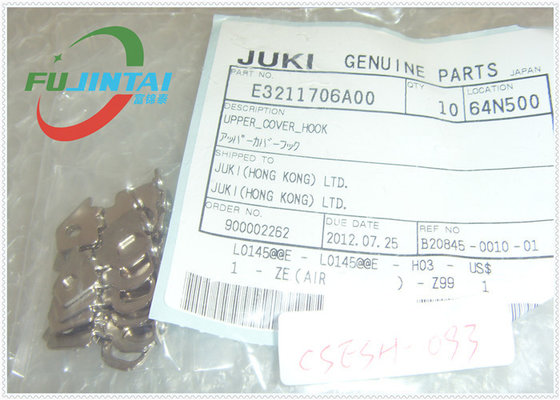 FUJINTAI
富锦泰
JUKI GENUINE PARTS JAPAN
PART NO. QTY LOCATION
E3211706A00 10 64N500
DESCRIPTION
UPPER_COVER_HOOK
アッパーカバーフック
SHIPPED TO
JUKI(HONG KONG) LTD.
JUKI(HONG KONG) LTD.
ORDER NO. DUE DATE REF NO
900002262 2012.07.25 B20845-0010-01
L0145@@E - L0145@@E - H03 - US$
1 - ZE(AIR ) - Z99 1
CSESH-093